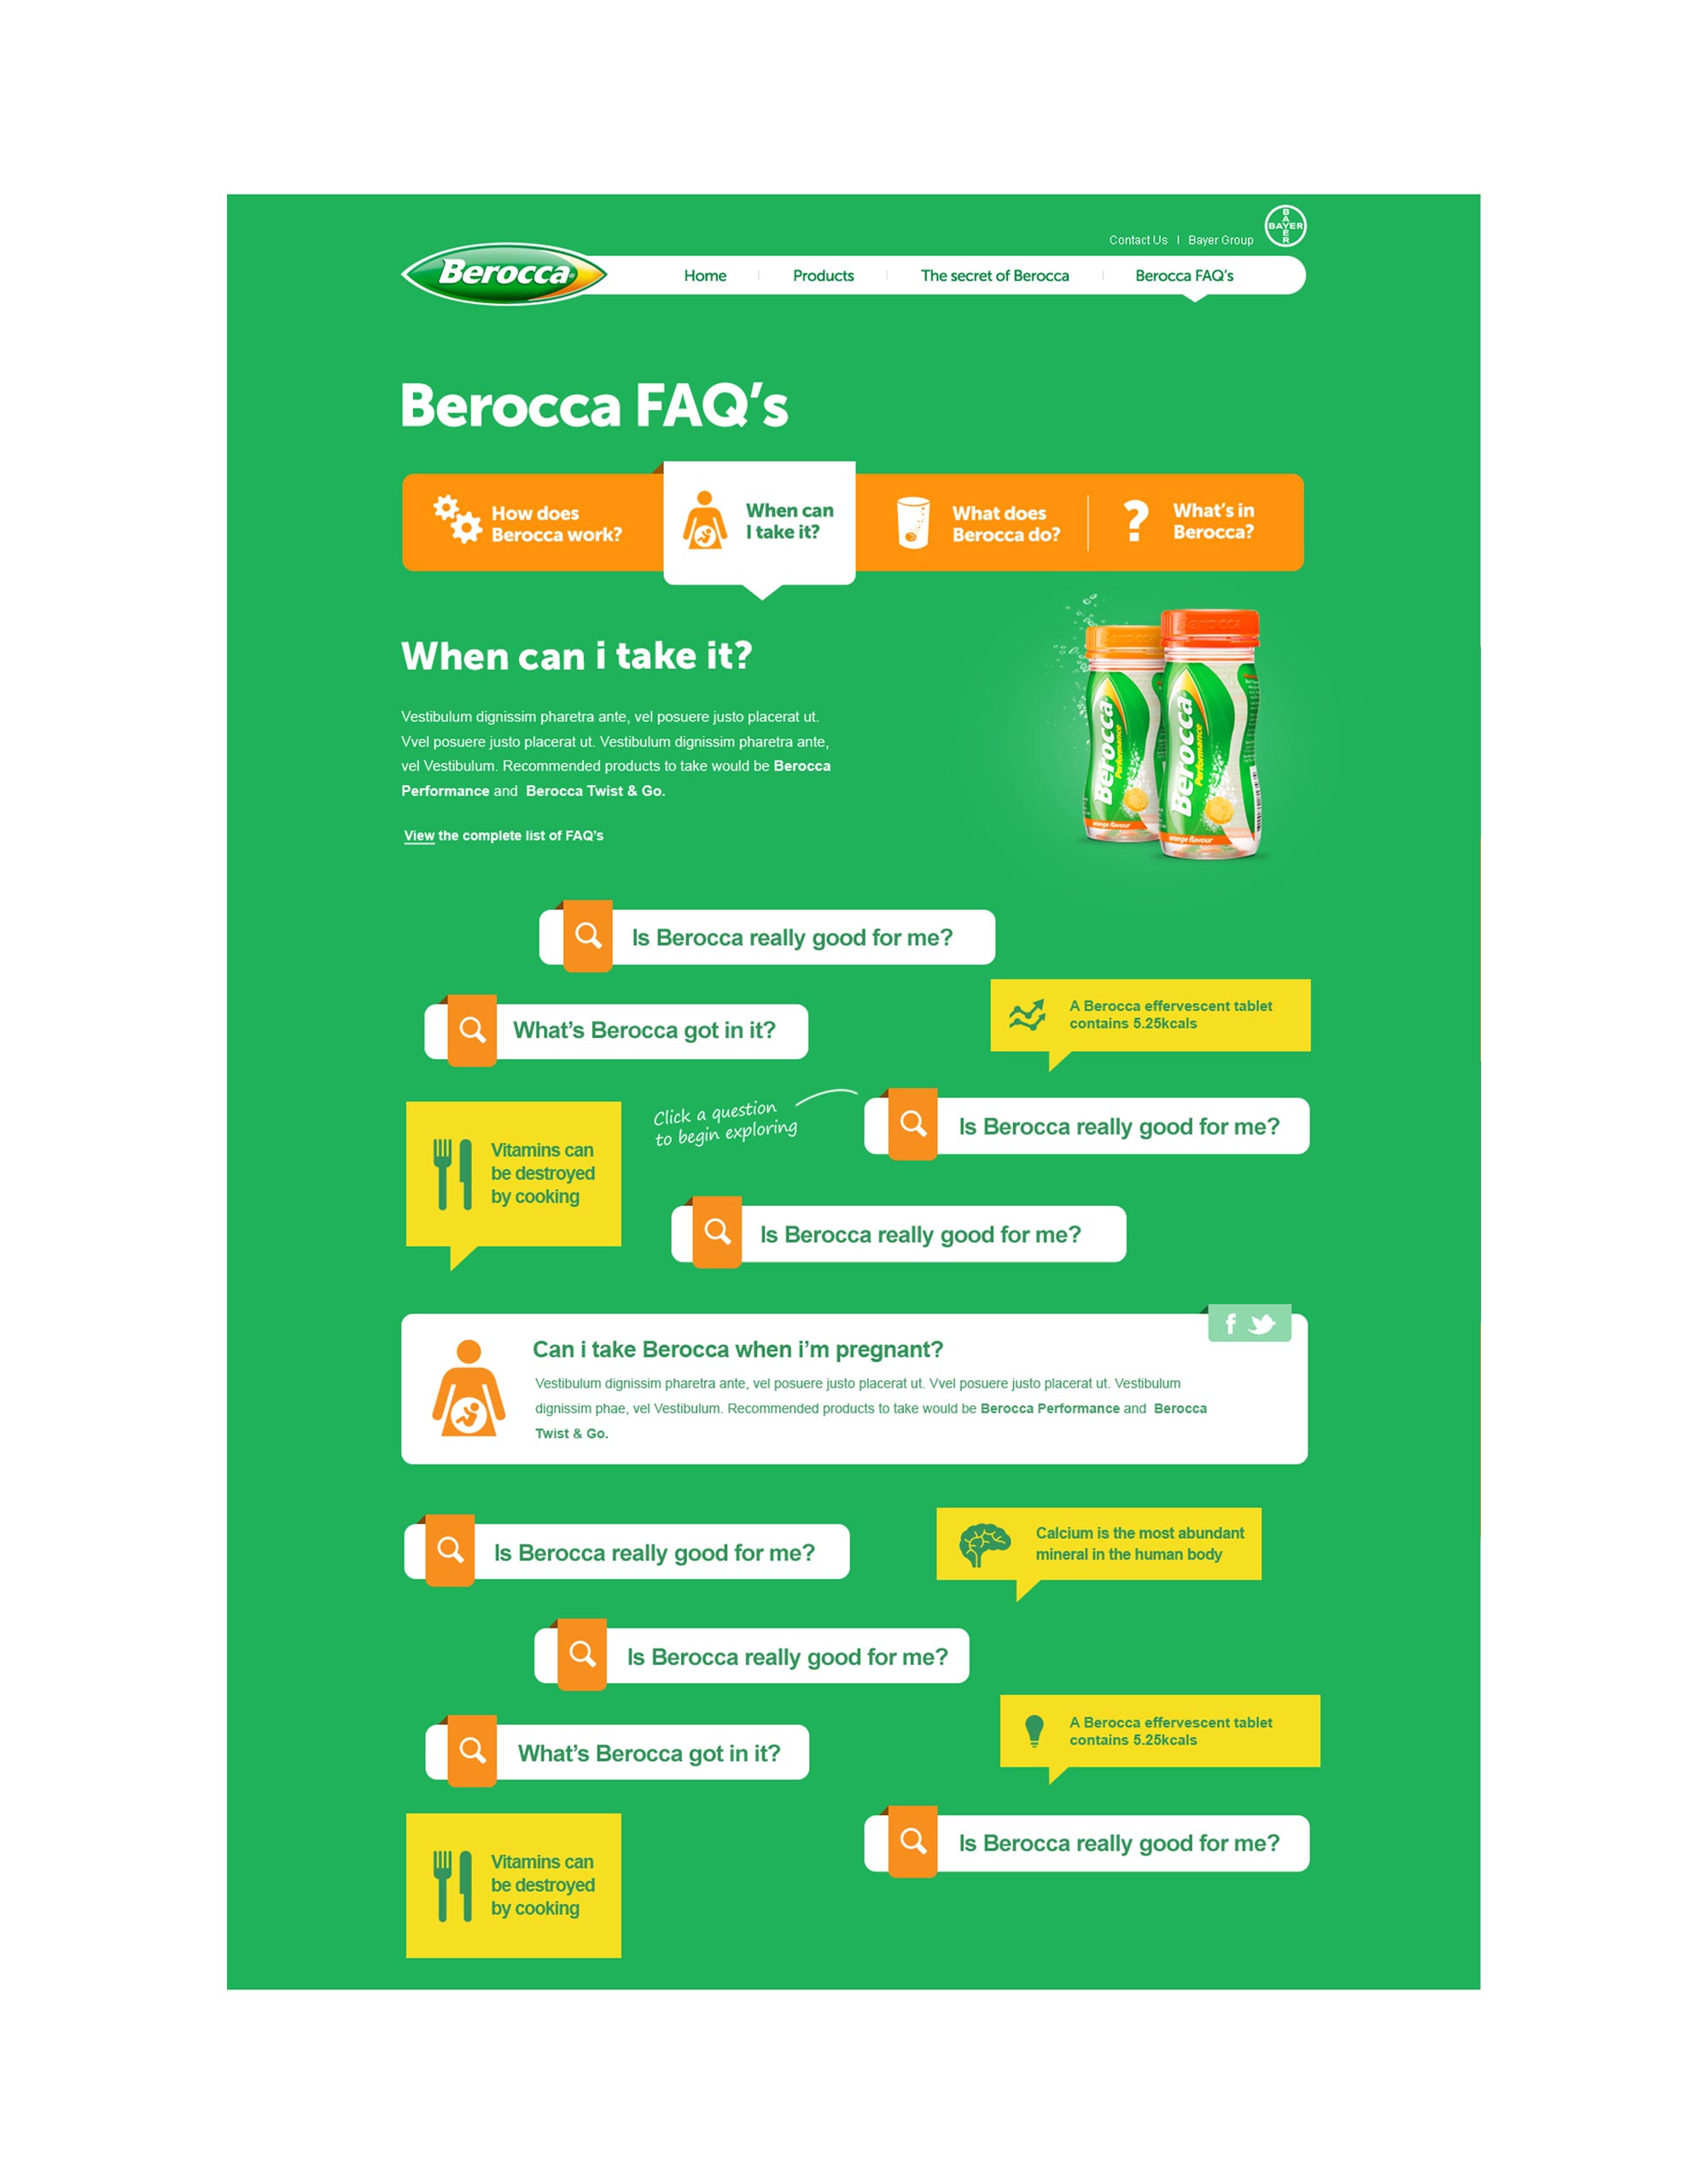 BAYER
BAYER
Contact Us | Bayer Group
Berocca
Home
Products
The secret of Berocca
Berocca FAQ's
Berocca FAQ's
How does
Berocca work?
When can
I take it?
What does
Berocca do?
?
What's in
Berocca?
When can i take it?
Vestibulum dignissim pharetra ante, vel posuere justo placerat ut.
Vvel posuere justo placerat ut. Vestibulum dignissim pharetra ante,
vel Vestibulum. Recommended products to take would be Berocca
Performance and Berocca Twist & Go.
View the complete list of FAQ's
Berocca
Performance
orange flavour
Berocca
Performance
orange flavour
Is Berocca really good for me?
What's Berocca got in it?
A Berocca effervescent tablet
contains 5.25kcals
Click a question
to begin exploring
Is Berocca really good for me?
Vitamins can
be destroyed
by cooking
Is Berocca really good for me?
f
Can i take Berocca when i'm pregnant?
Vestibulum dignissim pharetra ante, vel posuere justo placerat ut. Vvel posuere justo placerat ut. Vestibulum
dignissim phae, vel Vestibulum. Recommended products to take would be Berocca Performance and Berocca
Twist & Go.
Is Berocca really good for me?
Calcium is the most abundant
mineral in the human body
Is Berocca really good for me?
What's Berocca got in it?
A Berocca effervescent tablet
contains 5.25kcals
Is Berocca really good for me?
Vitamins can
be destroyed
by cooking